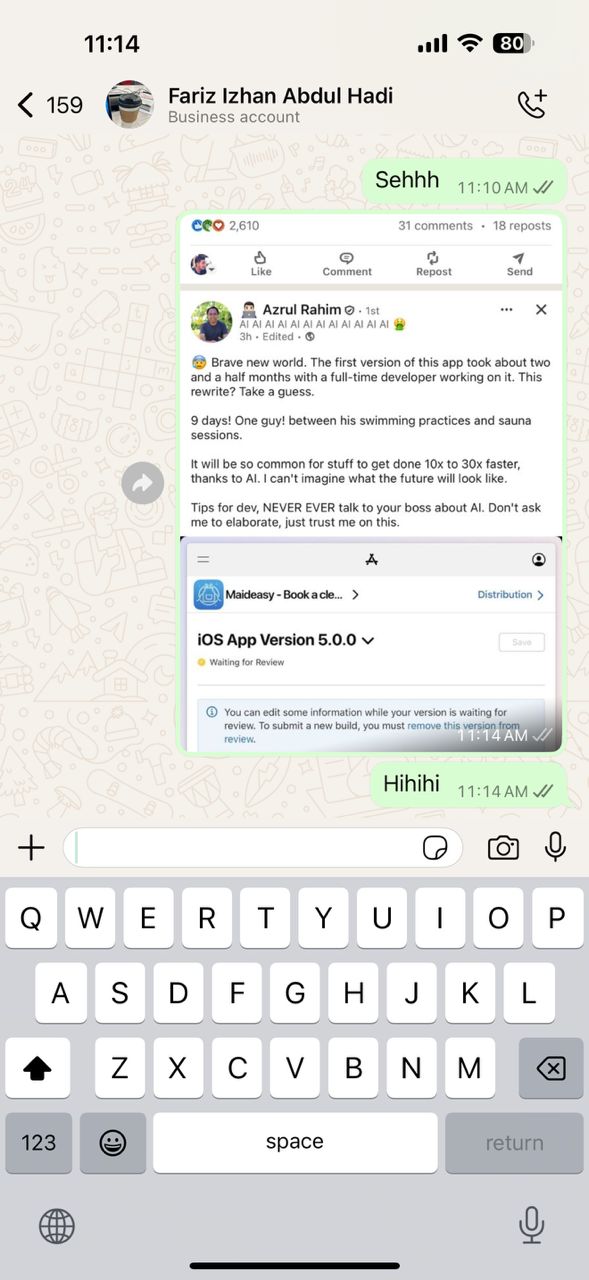 11:14
80
159
Fariz Izhan Abdul Hadi
Business account
Sehhh
11:10 AM
2,610
31 comments • 18 reposts
Like
Comment
Repost
Send
Azrul Rahim • 1st
AI AI AI AI AI AI AI AI AI AI AI AI
3h • Edited •
Brave new world. The first version of this app took about two
and a half months with a full-time developer working on it. This
rewrite? Take a guess.
9 days! One guy! between his swimming practices and sauna
sessions.
It will be so common for stuff to get done 10x to 30x faster,
thanks to AI. I can't imagine what the future will look like.
Tips for dev, NEVER EVER talk to your boss about AI. Don't ask
me to elaborate, just trust me on this.
Maideasy - Book a cle...
Distribution
iOS App Version 5.0.0
Save
Waiting for Review
You can edit some information while your version is waiting for
review. To submit a new build, you must remove this version from
review.
11:14 AM
Hihihi
11:14 AM
Q W E R T Y U I O P
A S D F G H J K L
Z X C V B N M
123
space
return